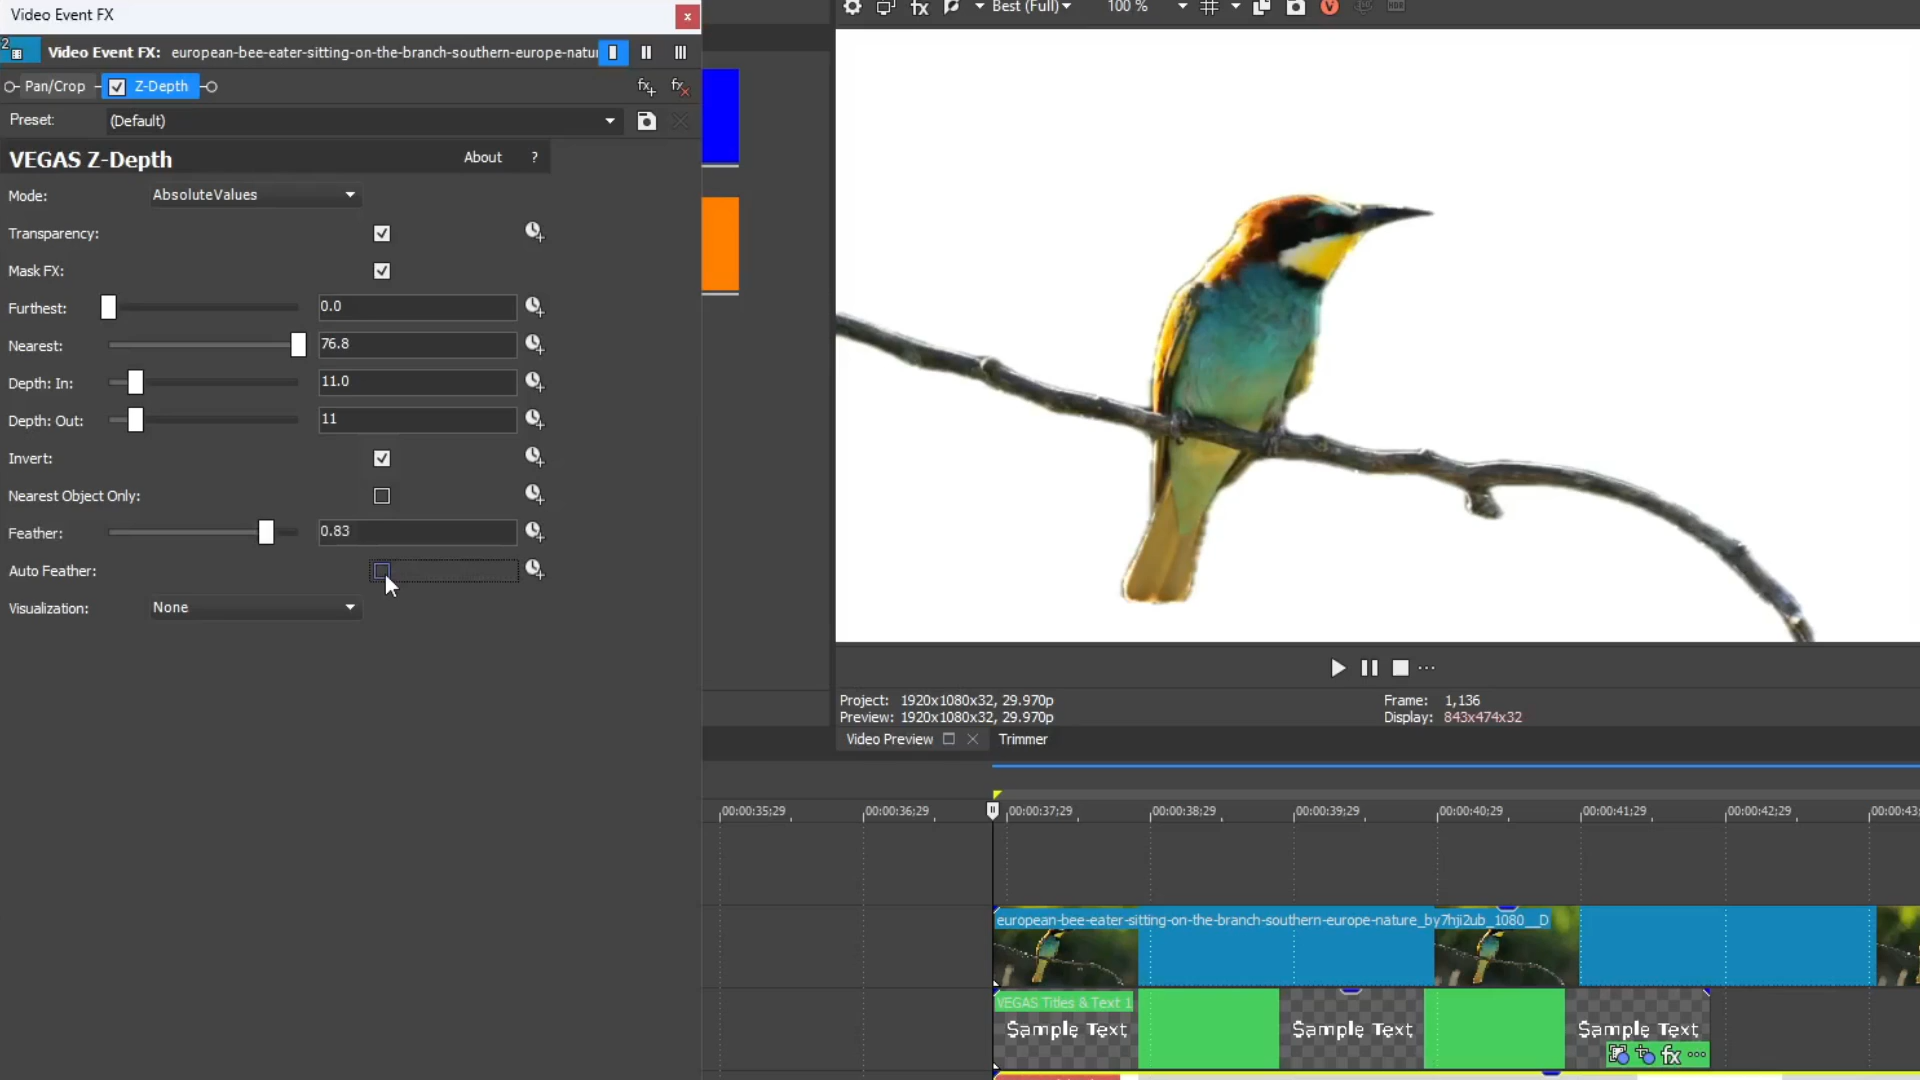 Video Event FX
x
Best (Full)
100 %
2
Video Event FX: european-bee-eater-sitting-on-the-branch-southern-europe-natu
Pan/Crop
Z-Depth
Preset:
(Default)
VEGAS Z-Depth
About
?
Mode:
AbsoluteValues
Transparency:
Mask FX:
Furthest:
0.0
Nearest:
76.8
Depth: In:
11.0
Depth: Out:
11
Invert:
Nearest Object Only:
Feather:
0.83
Auto Feather:
Visualization:
None
Project: 1920x1080x32, 29.970p
Frame: 1,136
Preview: 1920x1080x32, 29.970p
Display: 843x474x32
Video Preview
Trimmer
00:00:35;29
00:00:36;29
00:00:37;29
00:00:38;29
00:00:39;29
00:00:40;29
00:00:41;29
00:00:42;29
00:00:43;
european-bee-eater-sitting-on-the-branch-southern-europe-nature_by7hji2ub_1080__D
VEGAS Titles & Text 1
Sample Text
Sample Text
Sample Text
fx